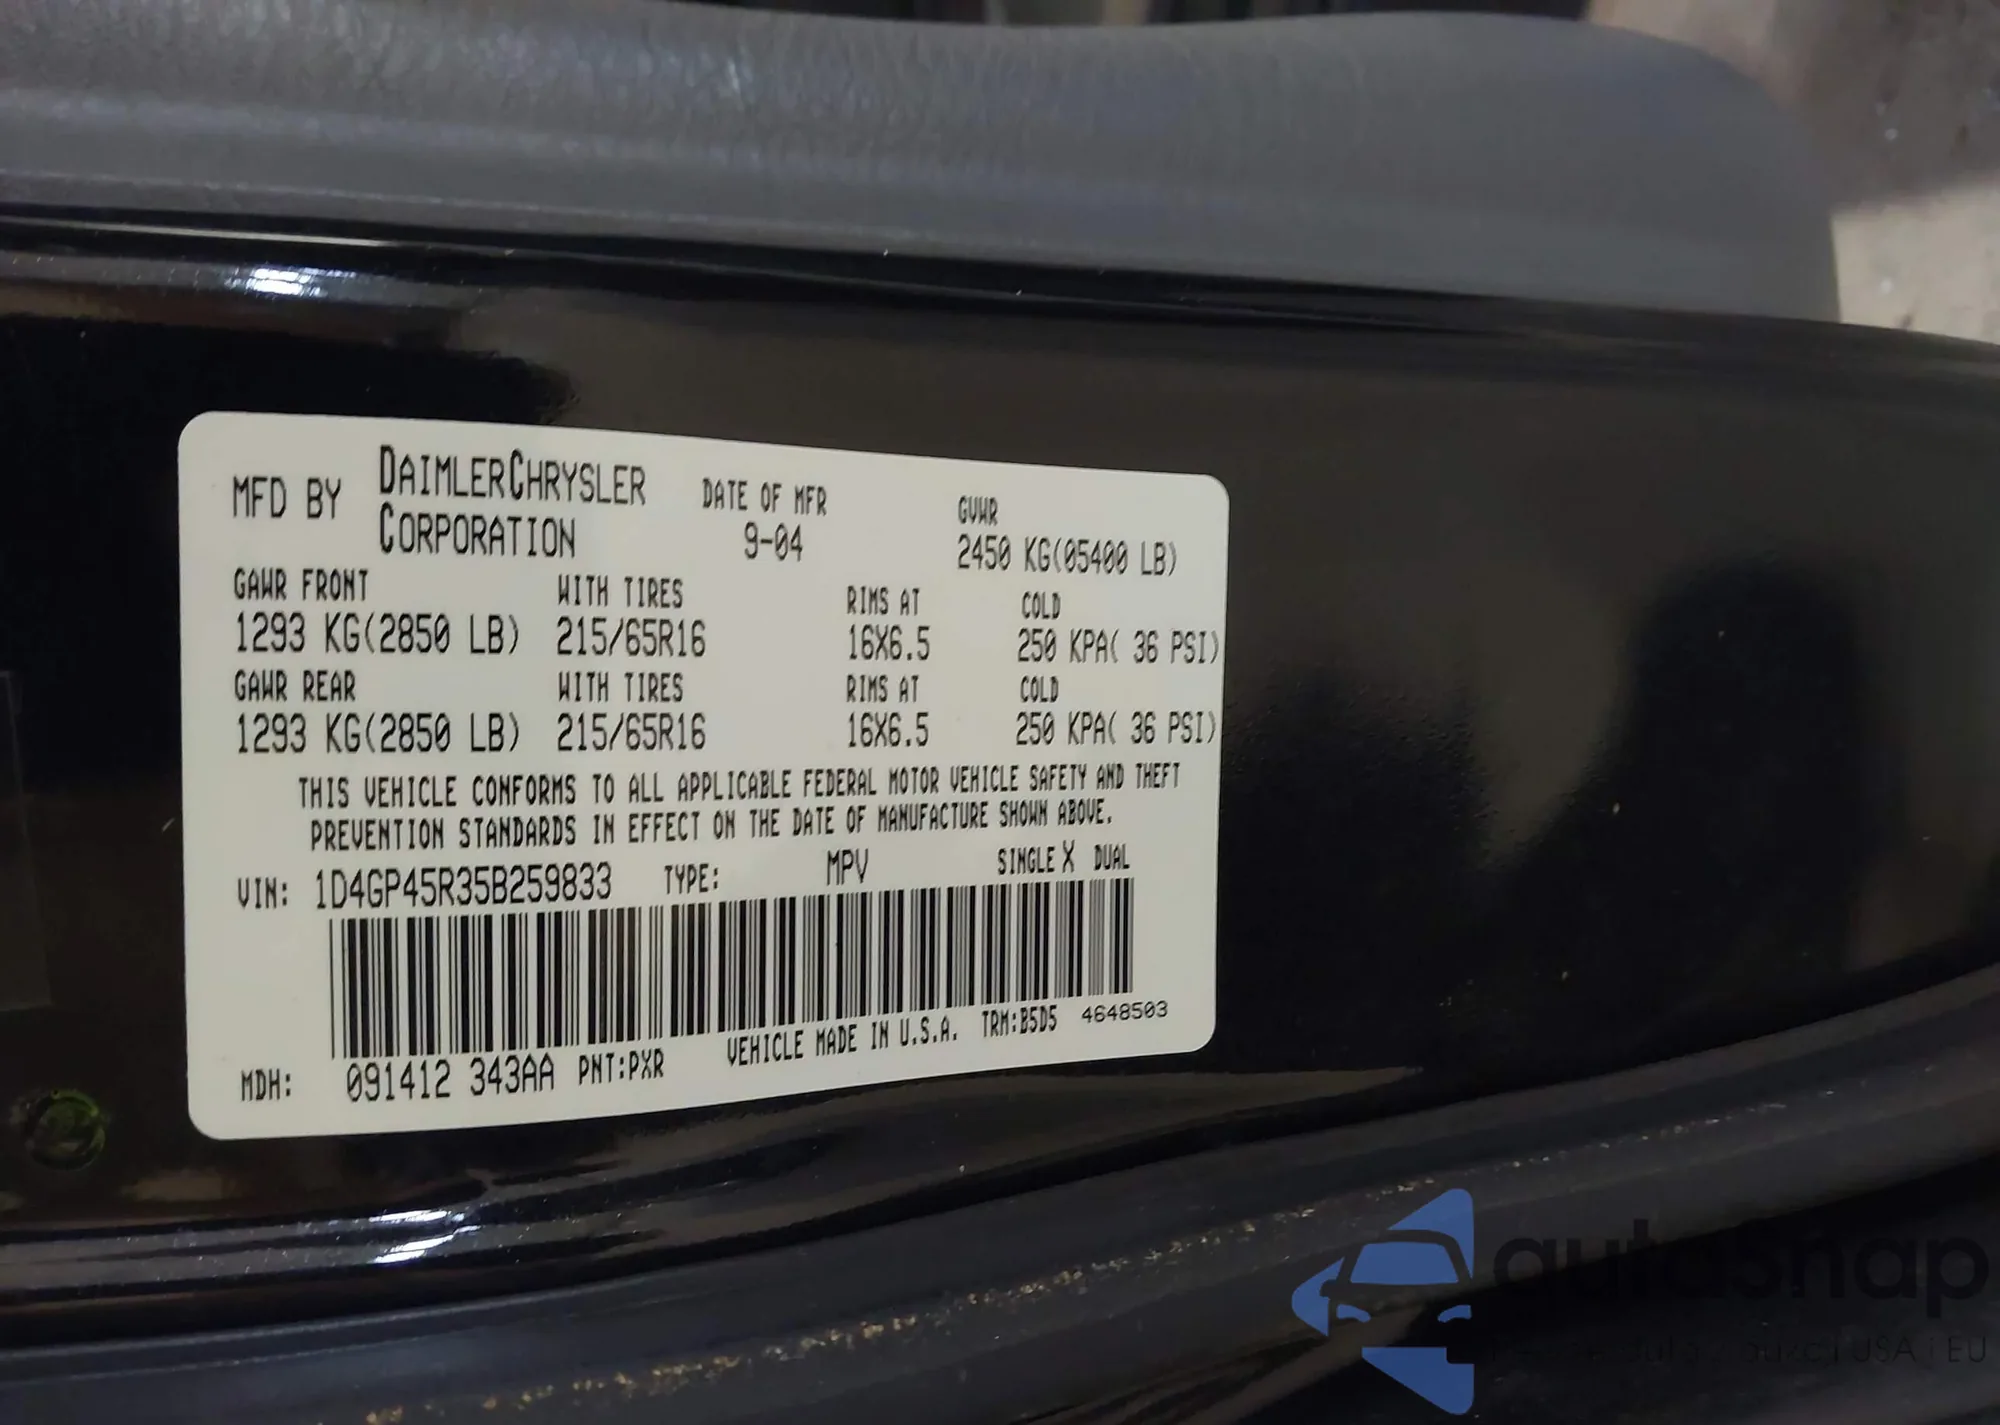 MFD BY DAIMLERCHRYSLER CORPORATION
DATE OF MFR
9-04
GVWR
2450 KG(05400 LB)
GAWR FRONT WITH TIRES RIMS AT COLD
1293 KG(2850 LB) 215/65R16 16X6.5 250 KPA( 36 PSI)
GAWR REAR WITH TIRES RIMS AT COLD
1293 KG(2850 LB) 215/65R16 16X6.5 250 KPA( 36 PSI)
THIS VEHICLE CONFORMS TO ALL APPLICABLE FEDERAL MOTOR VEHICLE SAFETY AND THEFT
PREVENTION STANDARDS IN EFFECT ON THE DATE OF MANUFACTURE SHOWN ABOVE.
VIN: 1D4GP45R35B259833 TYPE: MPV SINGLE X DUAL
MDH: 091412 343AA PNT:PXR VEHICLE MADE IN U.S.A. TRM:B5D5 4648503
autosnap
USA i EU